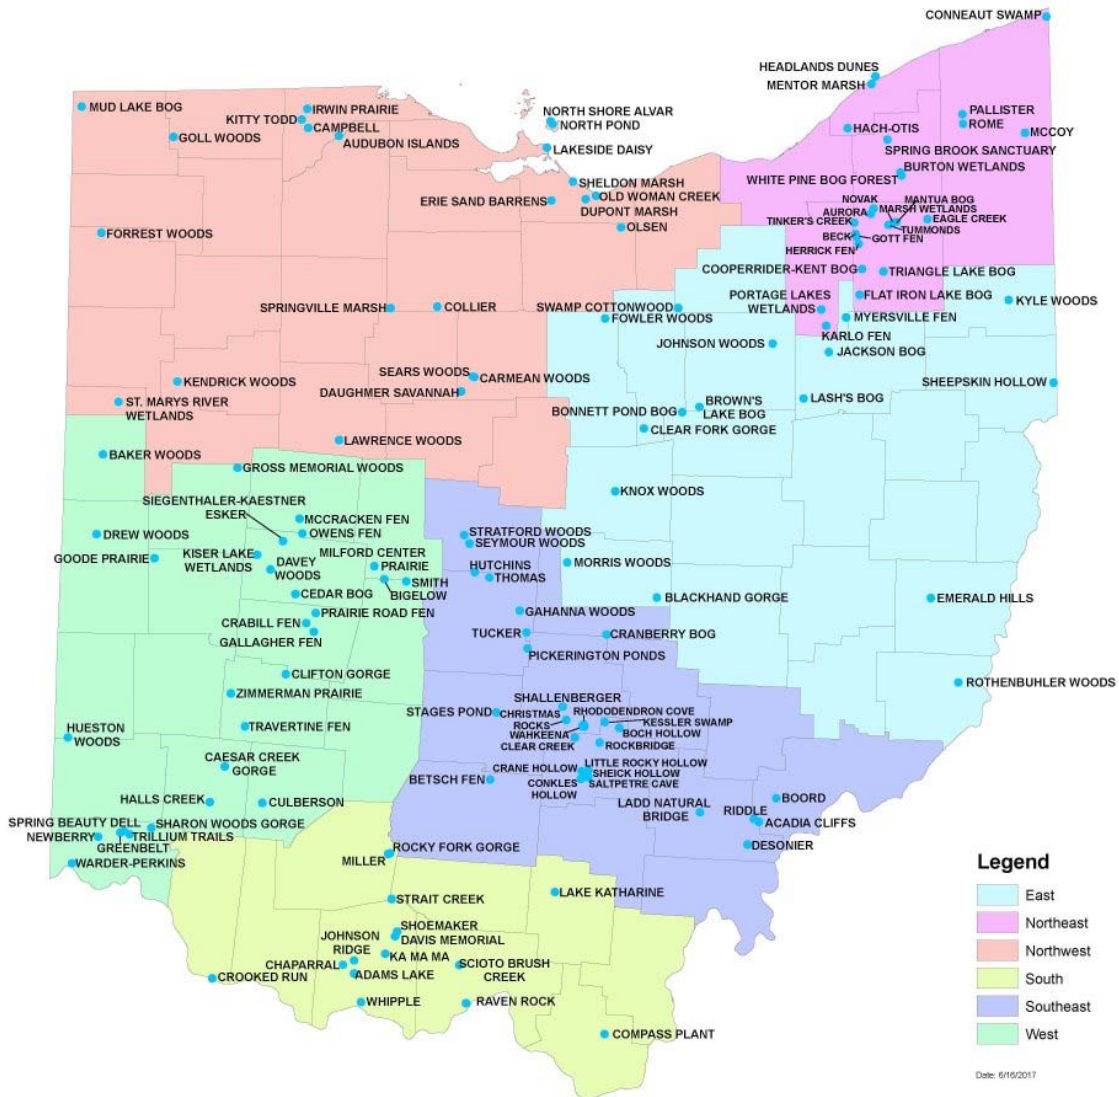 CONNEAUT SWAMP
HEADLANDS DUNES
MENTOR MARSH
MUD LAKE BOG
IRWIN PRAIRIE
KITTY TODD
CAMPBELL
GOLL WOODS
AUDUBON ISLANDS
NORTH SHORE ALVAR
NORTH POND
LAKESIDE DAISY
PALLISTER
ROME
HACH-OTIS
MCCOY
SPRING BROOK SANCTUARY
BURTON WETLANDS
WHITE PINE BOG FOREST
SHELDON MARSH
OLD WOMAN CREEK
ERIE SAND BARRENS
DUPONT MARSH
OLSEN
NOVAK
MANTUA BOG
MARSH WETLANDS
AURORA
EAGLE CREEK
TINKER'S CREEK
TUMMONDS
BECK
GOTT FEN
HERRICK FEN
FORREST WOODS
COOPERRIDER-KENT BOG
TRIANGLE LAKE BOG
PORTAGE LAKES
WETLANDS
FLAT IRON LAKE BOG
KYLE WOODS
SPRINGVILLE MARSH
COLLIER
SWAMP COTTONWOOD
FOWLER WOODS
MYERSVILLE FEN
KARLO FEN
JOHNSON WOODS
JACKSON BOG
SEARS WOODS
CARMEAN WOODS
KENDRICK WOODS
DAUGHMER SAVANNAH
SHEEPSKIN HOLLOW
ST. MARYS RIVER
WETLANDS
BROWN'S
LAKE BOG
LASH'S BOG
BONNETT POND BOG
CLEAR FORK GORGE
LAWRENCE WOODS
BAKER WOODS
GROSS MEMORIAL WOODS
KNOX WOODS
SIEGENTHALER-KAESTNER
ESKER
MCCRACKEN FEN
OWENS FEN
DREW WOODS
STRATFORD WOODS
SEYMOUR WOODS
GOODE PRAIRIE
KISER LAKE
WETLANDS
DAVEY
WOODS
MILFORD CENTER
PRAIRIE
MORRIS WOODS
HUTCHINS
THOMAS
SMITH
BIGELOW
CEDAR BOG
BLACKHAND GORGE
EMERALD HILLS
PRAIRIE ROAD FEN
GAHANNA WOODS
CRABILL FEN
GALLAGHER FEN
TUCKER
CRANBERRY BOG
PICKERINGTON PONDS
CLIFTON GORGE
ROTHENBUHLER WOODS
ZIMMERMAN PRAIRIE
SHALLENBERGER
STAGES POND
CHRISTMAS
ROCKS
RHODODENDRON COVE
KESSLER SWAMP
TRAVERTINE FEN
WAHKEENA
BOCH HOLLOW
CLEAR CREEK
ROCKBRIDGE
HUESTON
WOODS
CAESAR CREEK
GORGE
CRANE HOLLOW
LITTLE ROCKY HOLLOW
SHEICK HOLLOW
BETSCH FEN
CONKLES
HOLLOW
SALTPETRE CAVE
HALLS CREEK
CULBERSON
LADD NATURAL
BRIDGE
BOORD
RIDDLE
ACADIA CLIFFS
SPRING BEAUTY DELL
SHARON WOODS GORGE
NEWBERRY
TRILLIUM TRAILS
GREENBELT
DESONIER
WARDER-PERKINS
ROCKY FORK GORGE
MILLER
LAKE KATHARINE
STRAIT CREEK
SHOEMAKER
JOHNSON
RIDGE
DAVIS MEMORIAL
KA MA MA
CHAPARRAL
ADAMS LAKE
SCIOTO BRUSH
CREEK
CROOKED RUN
WHIPPLE
RAVEN ROCK
COMPASS PLANT
Legend
East
Northeast
Northwest
South
Southeast
West
Date: 6/16/2017